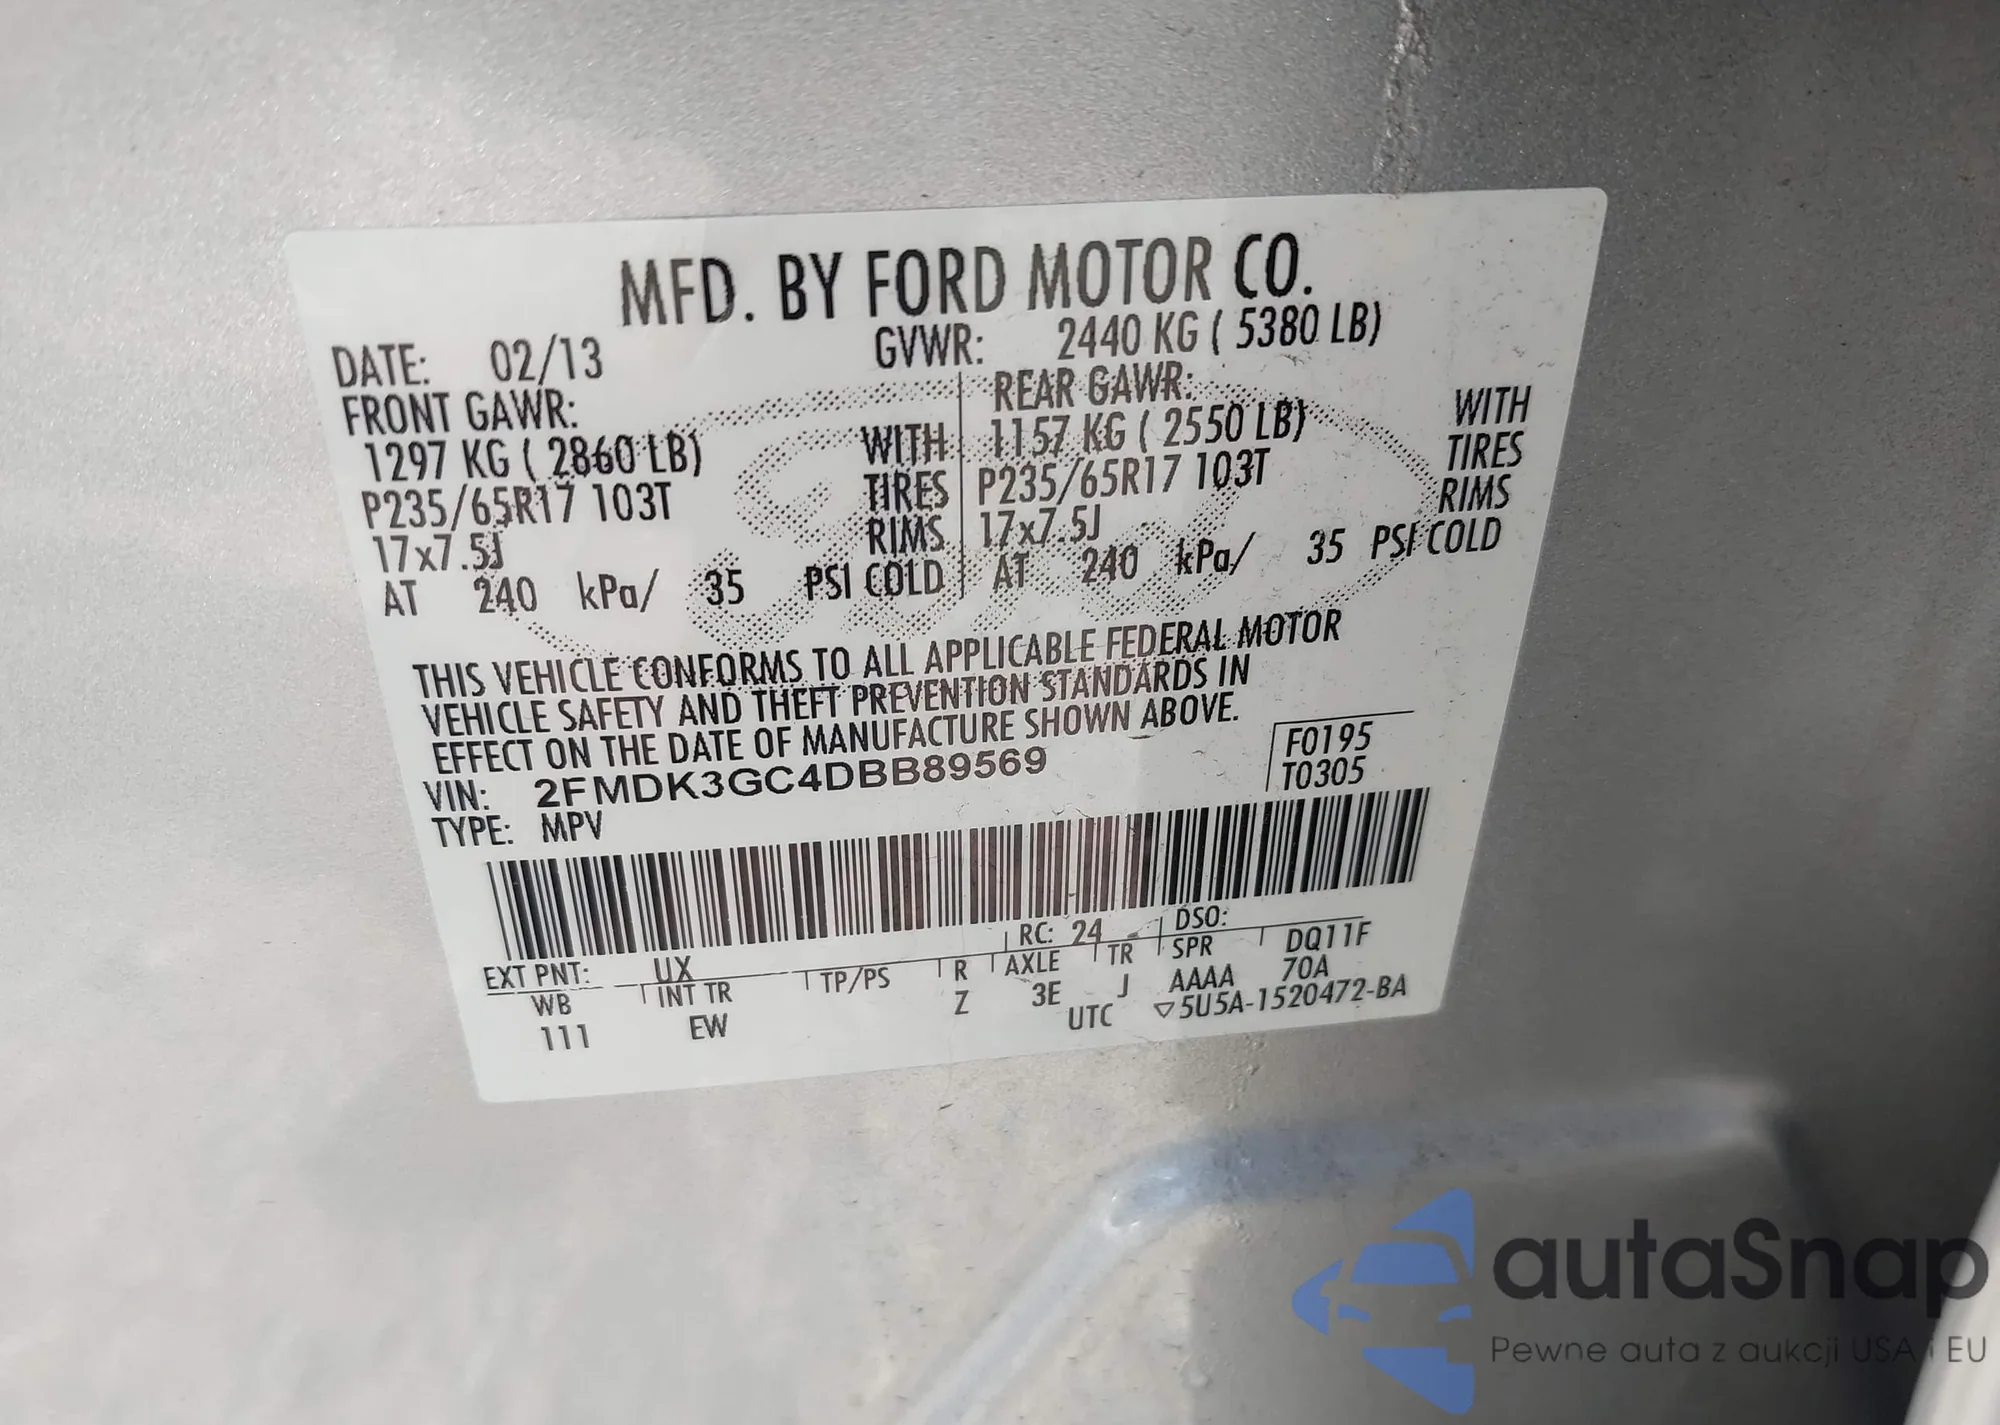 MFD. BY FORD MOTOR CO.
DATE: 02/13 GVWR: 2440 KG ( 5380 LB)
FRONT GAWR: REAR GAWR:
1297 KG ( 2860 LB) WITH 1157 KG ( 2550 LB) WITH
P235/65R17 103T TIRES P235/65R17 103T TIRES
17x7.5J RIMS 17x7.5J RIMS
AT 240 kPa/ 35 PSI COLD AT 240 kPa/ 35 PSI COLD
THIS VEHICLE CONFORMS TO ALL APPLICABLE FEDERAL MOTOR
VEHICLE SAFETY AND THEFT PREVENTION STANDARDS IN
EFFECT ON THE DATE OF MANUFACTURE SHOWN ABOVE.
VIN: 2FMDK3GC4DBB89569 F0195
TYPE: MPV T0305
EXT PNT: UX RC: 24 DSO:
WB INT TR TP/PS R AXLE TR SPR DQ11F
111 EW Z 3E J AAAA 70A
UTC ▽5U5A-1520472-BA
autaSnap
Pewne auta z aukcji USA i EU